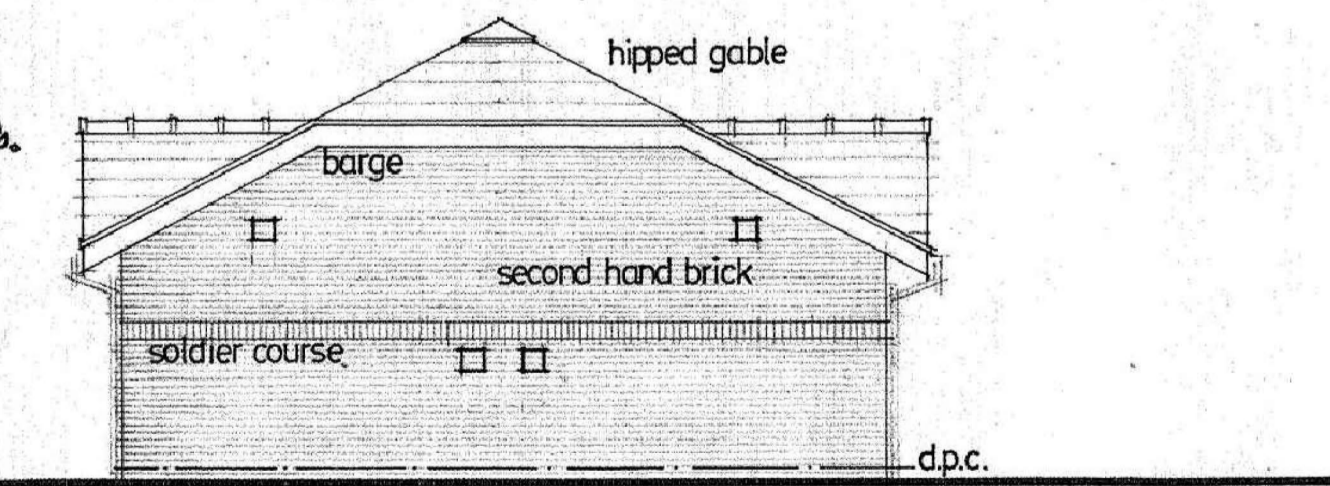 hipped gable
barge
second hand brick
soldier course
d.p.c.